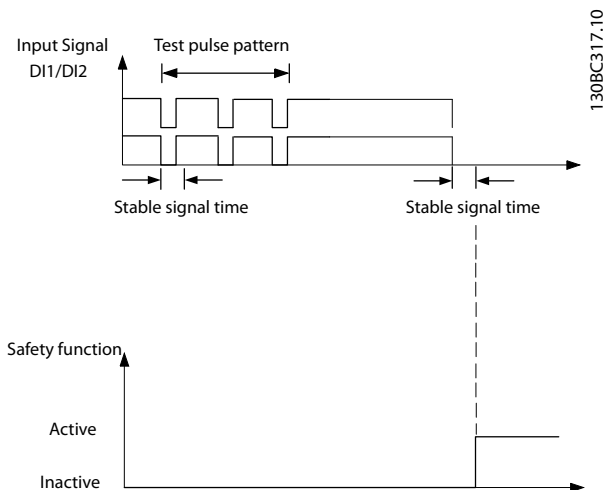 130BC317.10
Input Signal
DI1/DI2
Test pulse pattern
Stable signal time
Stable signal time
Safety function
Active
Inactive